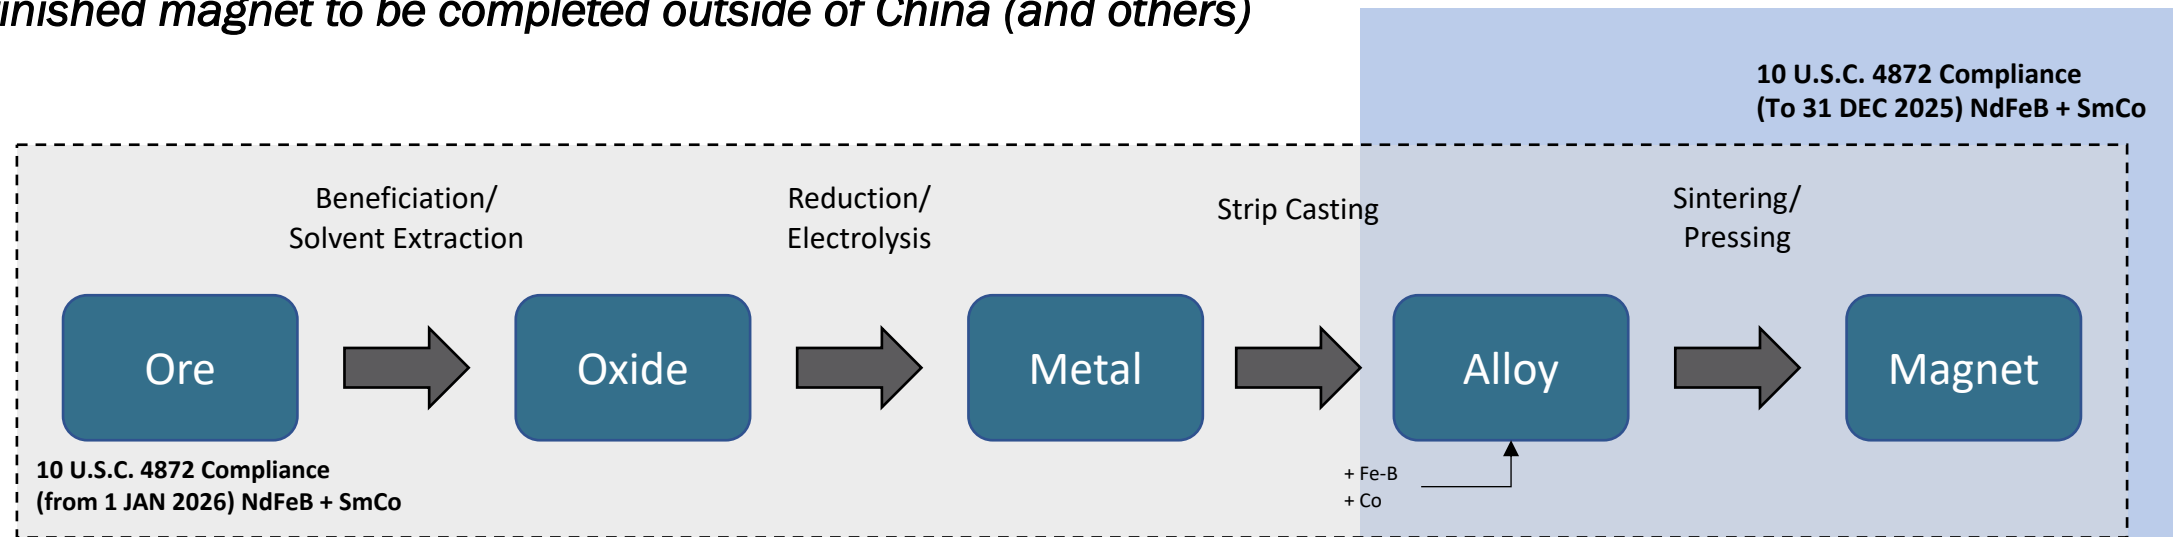 finished magnet to be completed outside of China (and others)
10 U.S.C. 4872 Compliance
(To 31 DEC 2025) NdFeB + SmCo
Beneficiation/
Solvent Extraction
Reduction/
Electrolysis
Strip Casting
Sintering/
Pressing
Ore
Oxide
Metal
Alloy
Magnet
10 U.S.C. 4872 Compliance
(from 1 JAN 2026) NdFeB + SmCo
+ Fe-B
+ Co